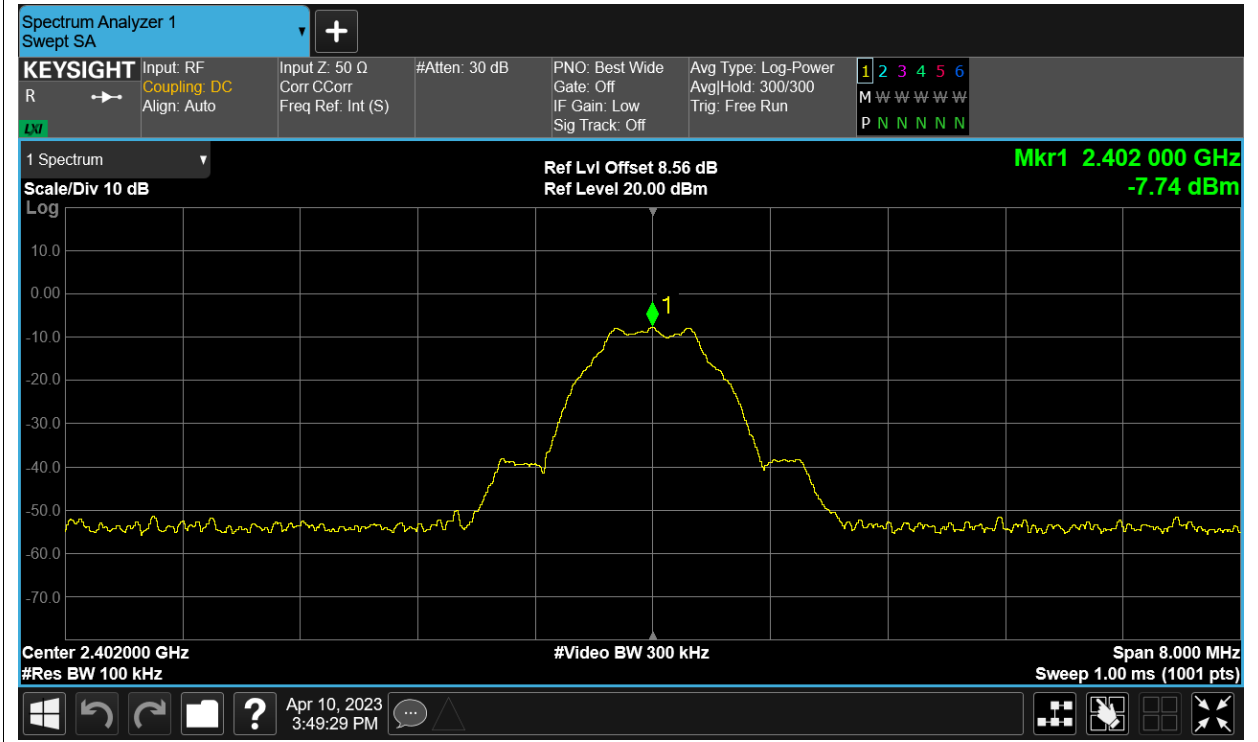 Spectrum Analyzer 1
Swept SA
+
KEYSIGHT
R
LXI
Input: RF
Coupling: DC
Align: Auto
Input Z: 50 Ω
Corr CCorr
Freq Ref: Int (S)
#Atten: 30 dB
PNO: Best Wide
Gate: Off
IF Gain: Low
Sig Track: Off
Avg Type: Log-Power
Avg|Hold: 300/300
Trig: Free Run
1 2 3 4 5 6
M W W W W W
P N N N N N
1 Spectrum
Scale/Div 10 dB
Log
Ref Lvl Offset 8.56 dB
Ref Level 20.00 dBm
Mkr1 2.402 000 GHz
-7.74 dBm
10.0
0.00
1
-10.0
-20.0
-30.0
-40.0
-50.0
-60.0
-70.0
Center 2.402000 GHz
#Video BW 300 kHz
Span 8.000 MHz
#Res BW 100 kHz
Sweep 1.00 ms (1001 pts)
?
Apr 10, 2023
3:49:29 PM